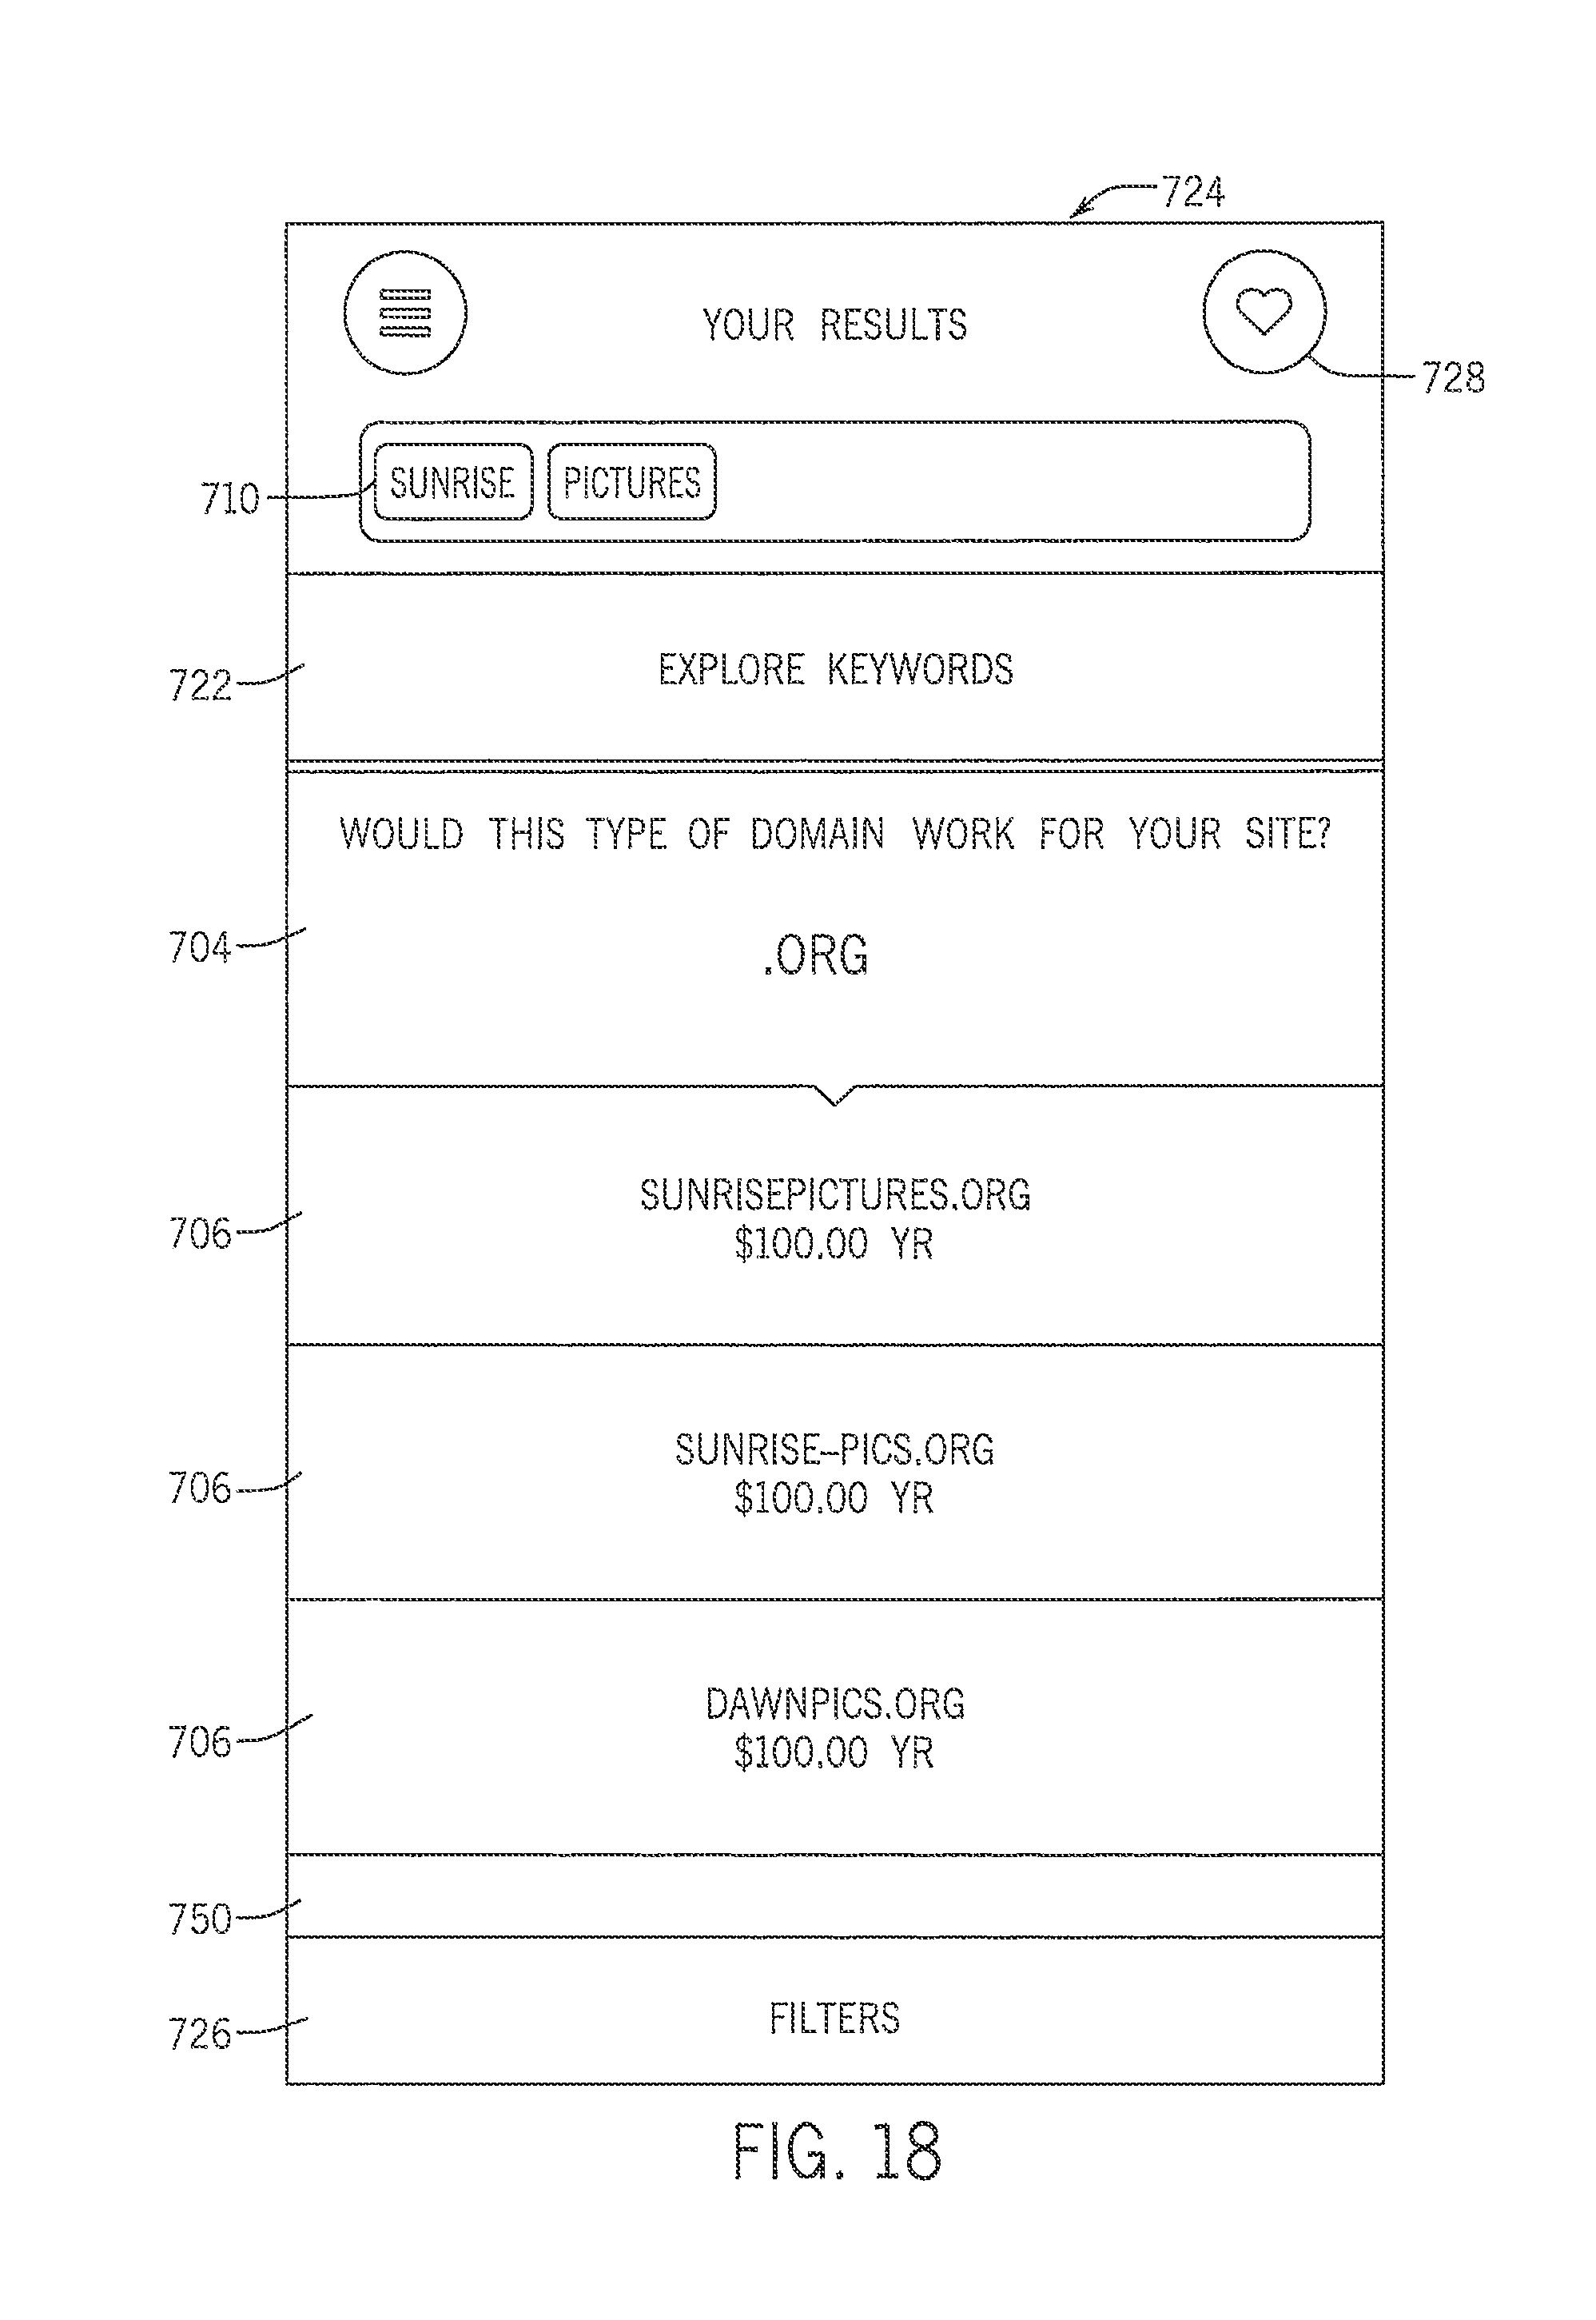 724
YOUR RESULTS
728
710
SUNRISE PICTURES
722
EXPLORE KEYWORDS
WOULD THIS TYPE OF DOMAIN WORK FOR YOUR SITE?
704
.ORG
706
SUNRISEPICTURES.ORG
$100.00 YR
706
SUNRISE-PICS.ORG
$100.00 YR
706
DAWNPICS.ORG
$100.00 YR
750
726
FILTERS
FIG. 18